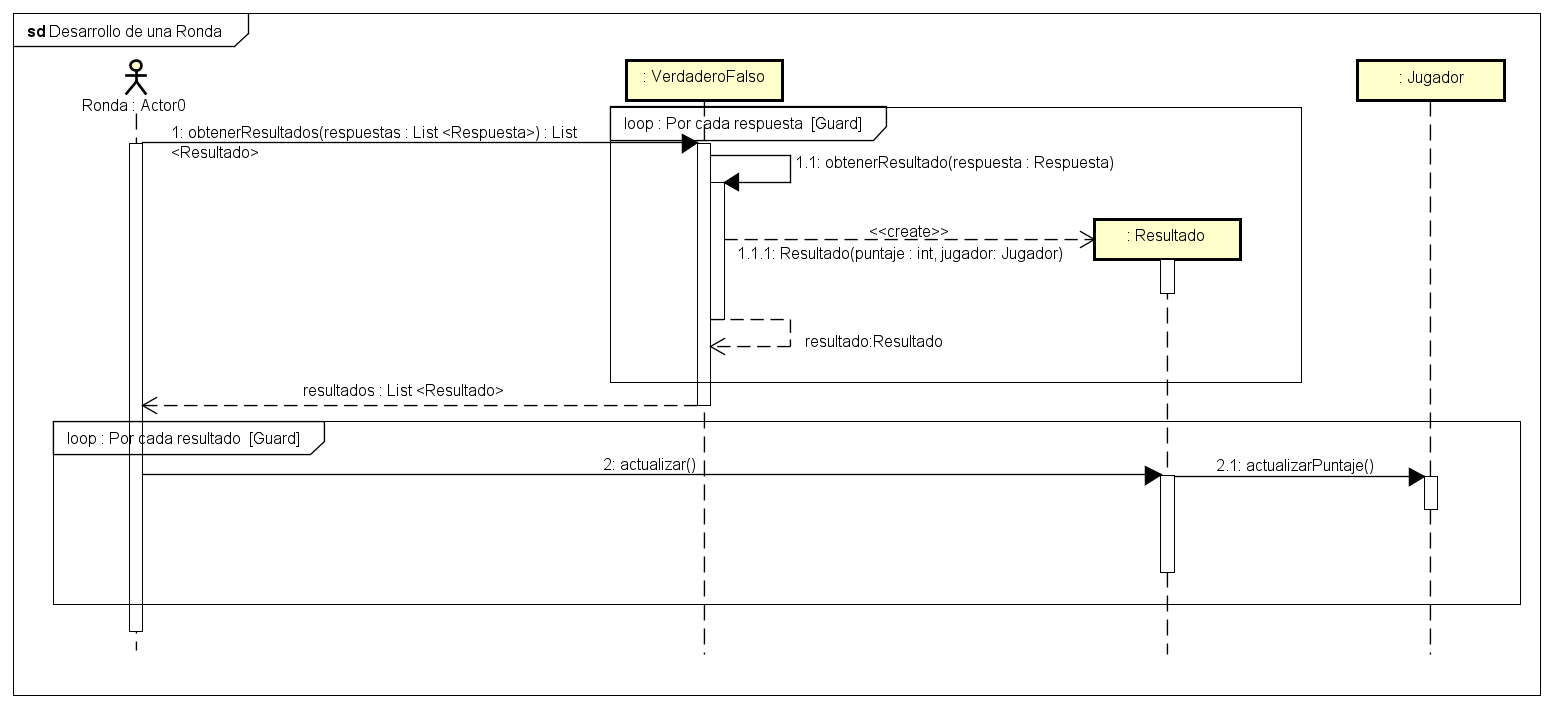 sd Desarrollo de una Ronda
Ronda : Actor0
: VerdaderoFalso
: Jugador
loop : Por cada respuesta [Guard]
1: obtenerResultados(respuestas : List <Respuesta>) : List
<Resultado>
1.1: obtenerResultado(respuesta : Respuesta)
<<create>>
1.1.1: Resultado(puntaje : int, jugador: Jugador)
: Resultado
resultado:Resultado
resultados : List <Resultado>
loop : Por cada resultado [Guard]
2: actualizar()
2.1: actualizarPuntaje()